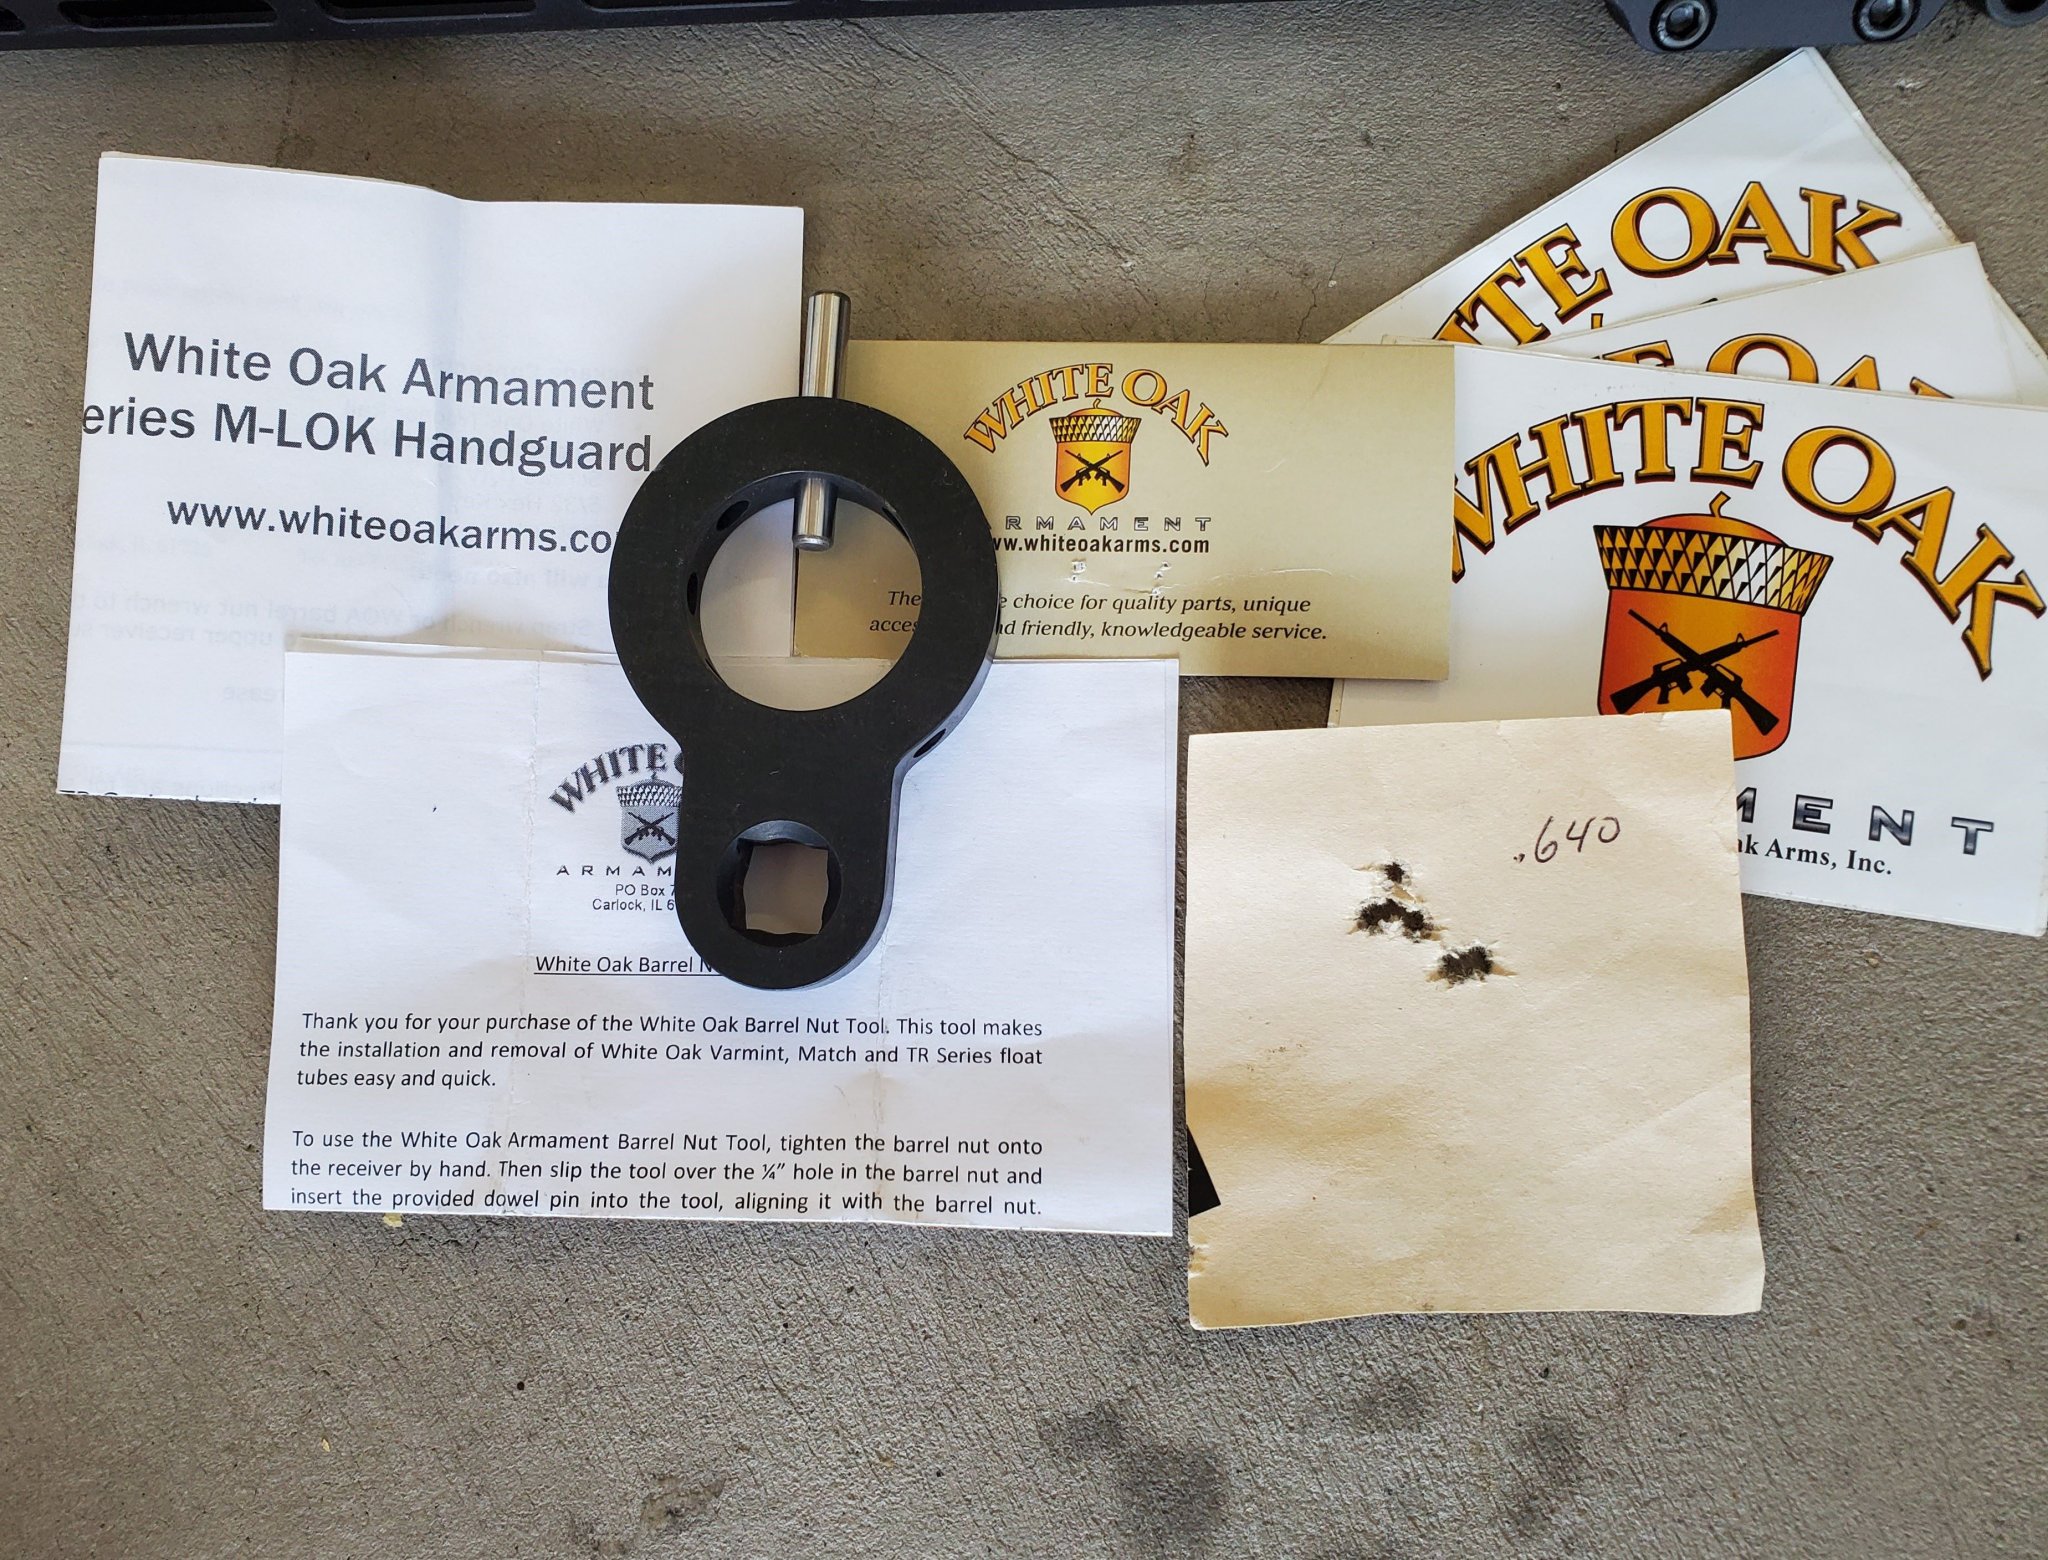 White Oak Armament
eries M-LOK Handguard
www.whiteoakarms.co
WHITE OAK
ARMAMENT
www.whiteoakarms.com
The choice for quality parts, unique
friendly, knowledgeable service.
WHITE OAK
WHITE OAK
MENT
Arms, Inc.
.640
WHITE
ARMAM
PO Box
Carlock, IL
White Oak Barrel
Thank you for your purchase of the White Oak Barrel Nut Tool. This tool makes
the installation and removal of White Oak Varmint, Match and TR Series float
tubes easy and quick.
To use the White Oak Armament Barrel Nut Tool, tighten the barrel nut onto
the receiver by hand. Then slip the tool over the ¼” hole in the barrel nut and
insert the provided dowel pin into the tool, aligning it with the barrel nut.